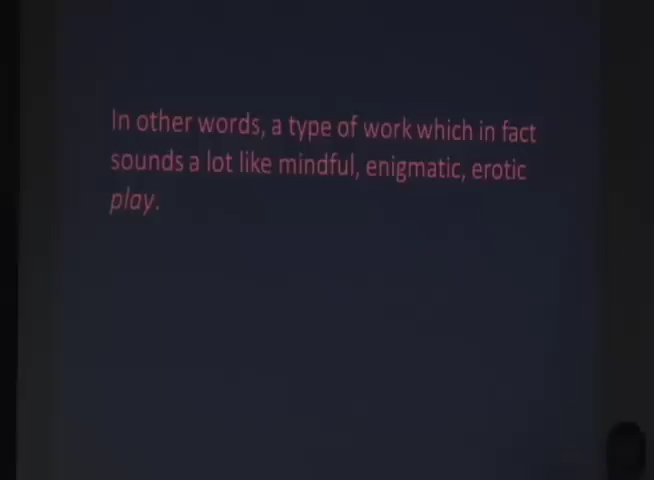 In other words, a type of work which in fact
sounds a lot like mindful, enigmatic, erotic
play.